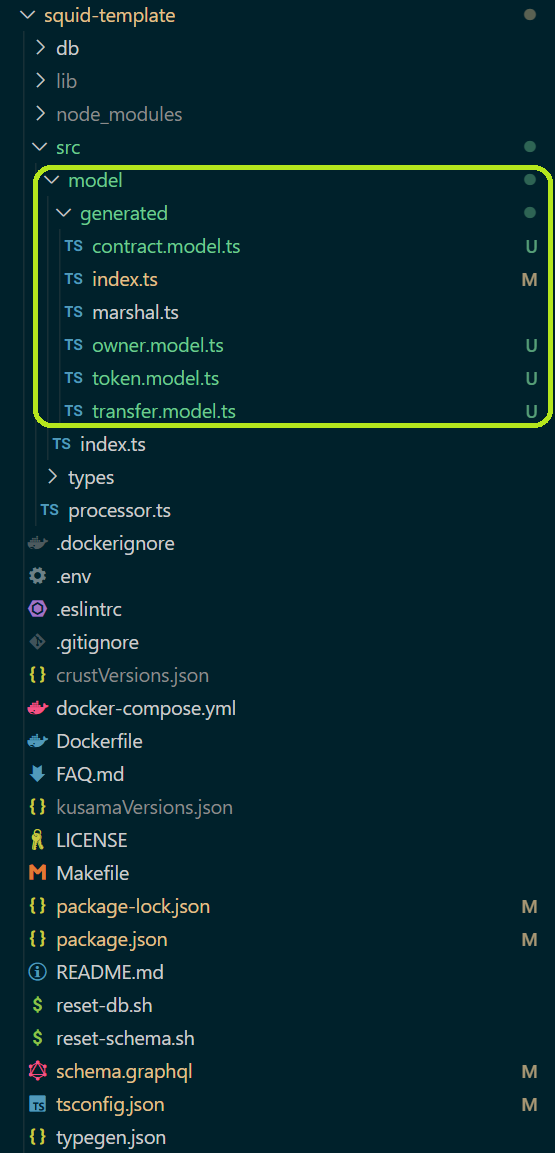 squid-template
db
lib
node_modules
src
model
generated
TS contract.model.ts U
TS index.ts M
TS marshal.ts
TS owner.model.ts U
TS token.model.ts U
TS transfer.model.ts U
TS index.ts
types
TS processor.ts
.dockerignore
.env
.eslintrc
.gitignore
{} crustVersions.json
docker-compose.yml
Dockerfile
FAQ.md
{} kusamaVersions.json
LICENSE
M Makefile
{} package-lock.json M
{} package.json M
README.md
$ reset-db.sh
$ reset-schema.sh
schema.graphql M
TS tsconfig.json M
{} typegen.json